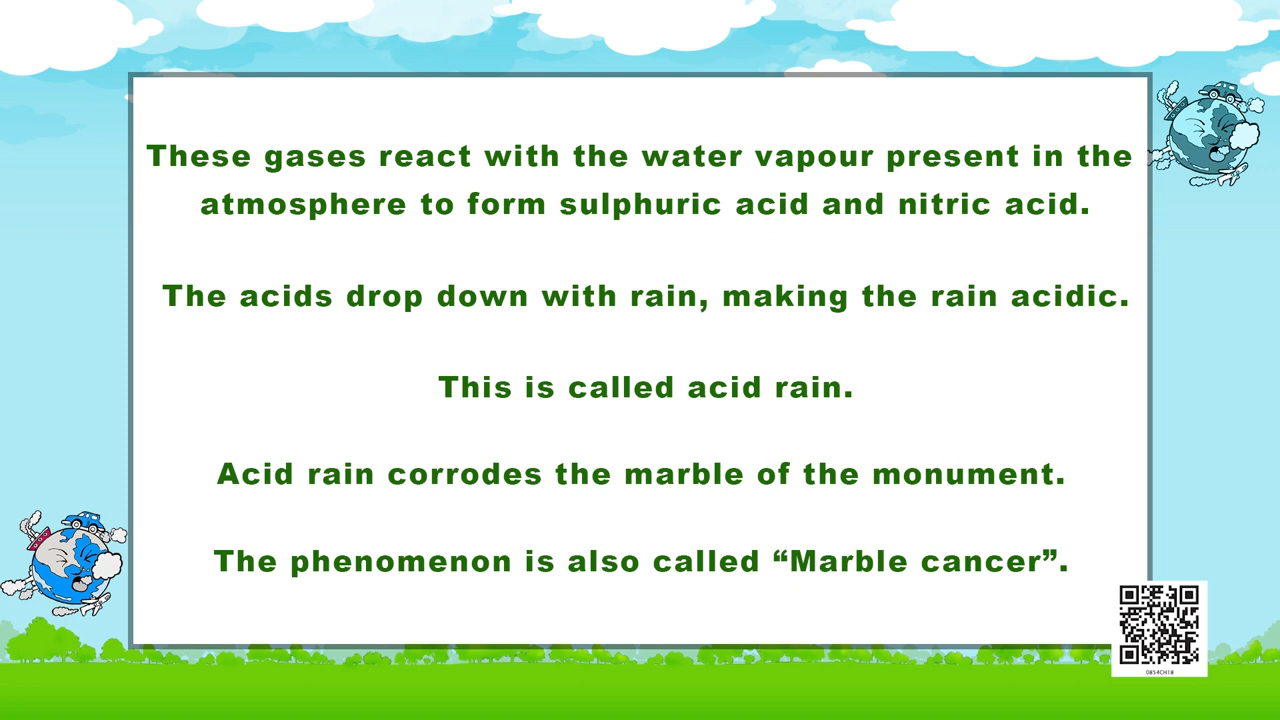 These gases react with the water vapour present in the
atmosphere to form sulphuric acid and nitric acid.
The acids drop down with rain, making the rain acidic.
This is called acid rain.
Acid rain corrodes the marble of the monument.
The phenomenon is also called “Marble cancer”.
0854CH18